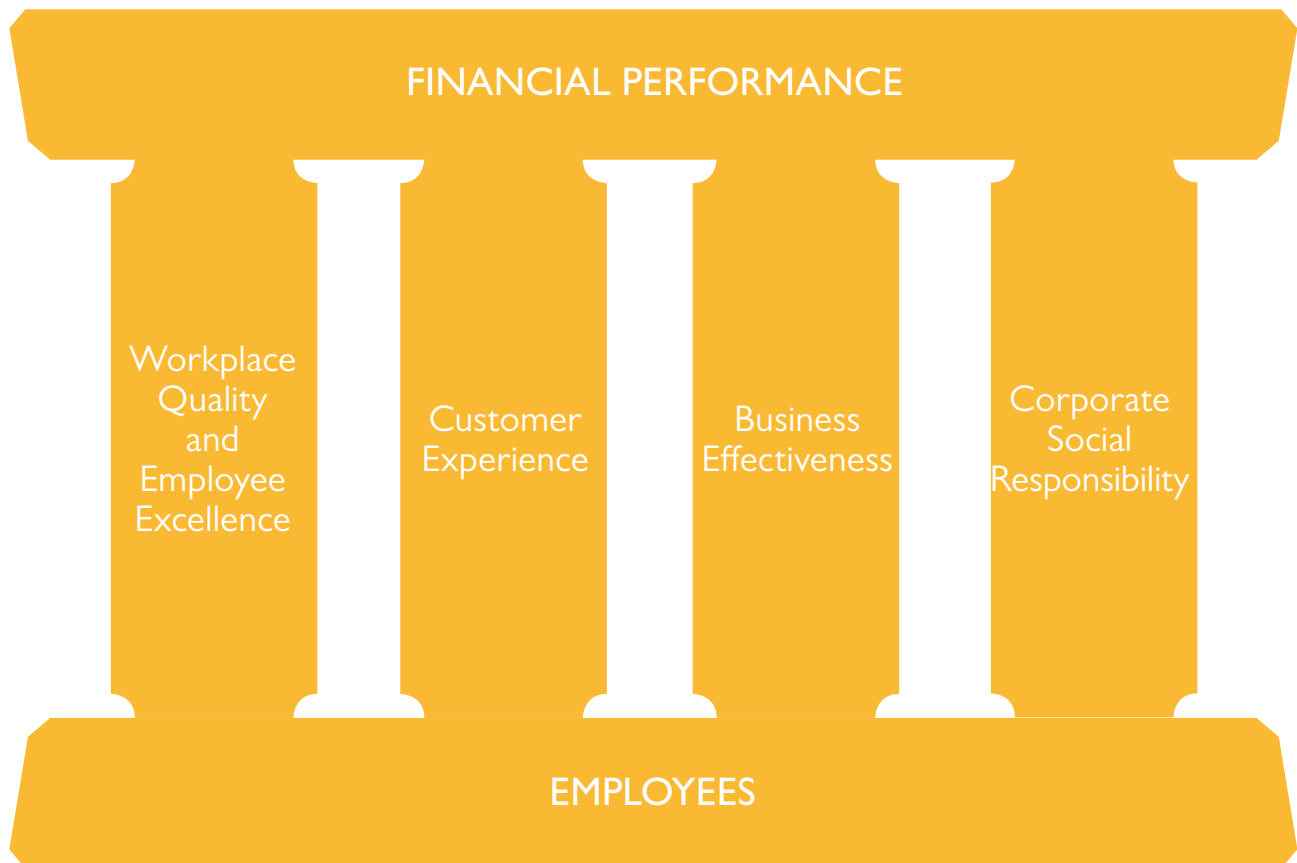 FINANCIAL PERFORMANCE
Workplace
Quality
and
Employee
Excellence
Customer
Experience
Business
Effectiveness
Corporate
Social
Responsibility
EMPLOYEES